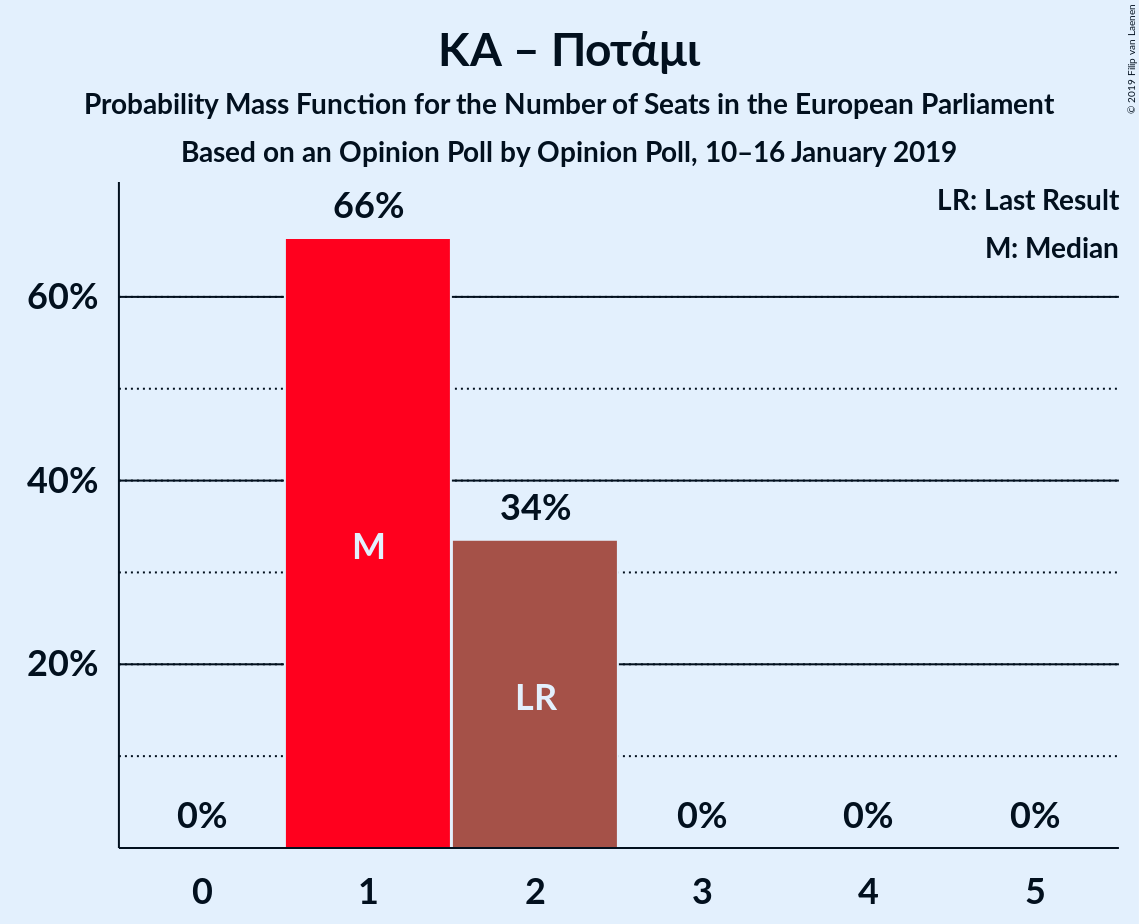 ΚΑ – Ποτάμι
Probability Mass Function for the Number of Seats in the European Parliament
Based on an Opinion Poll by Opinion Poll, 10–16 January 2019
© 2019 Filip van Laenen
LR: Last Result
M: Median
66%
60%
40%
34%
M
20%
LR
0%
0%
0%
0%
0
1
2
3
4
5